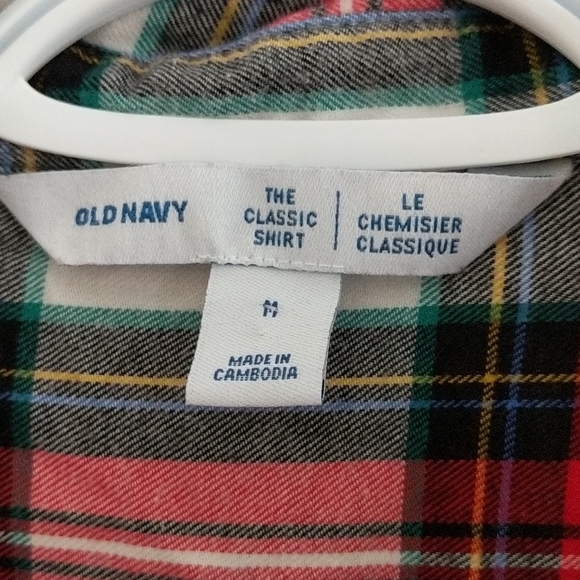 OLD NAVY
THE
CLASSIC
SHIRT
LE
CHEMISIER
CLASSIQUE
M
MADE IN
CAMBODIA